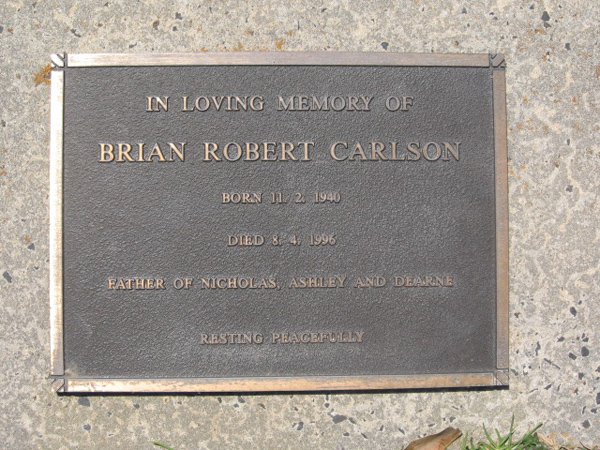 IN LOVING MEMORY OF
BRIAN ROBERT CARLSON
BORN 11. 2. 1940
DIED 8. 4. 1996
FATHER OF NICHOLAS, ASHLEY AND DEARNE
RESTING PEACEFULLY